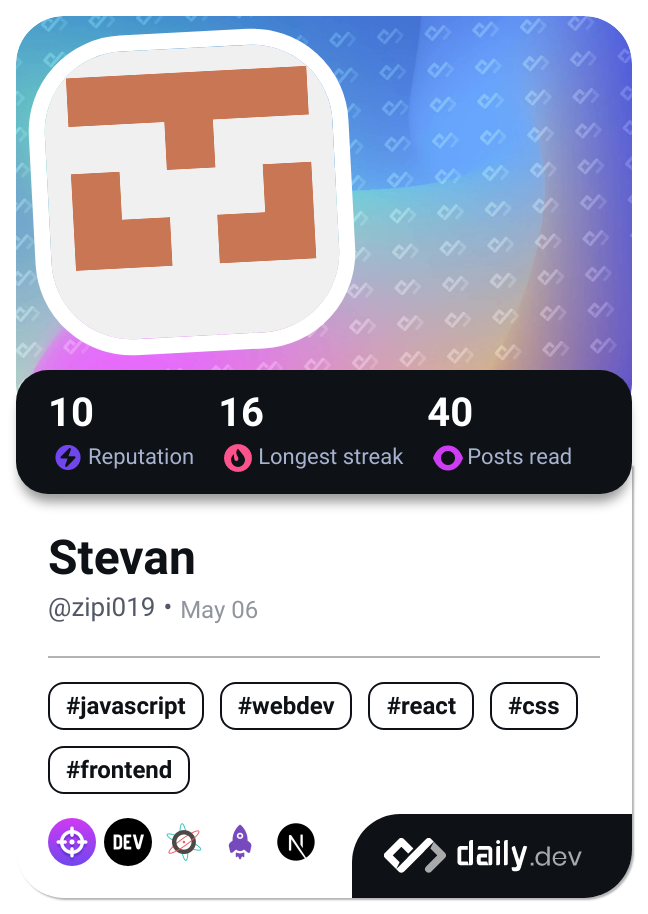 10 16 40
Reputation Longest streak Posts read
Stevan
@zipi019 • May 06
#javascript #webdev #react #css
#frontend
DEV N daily.dev